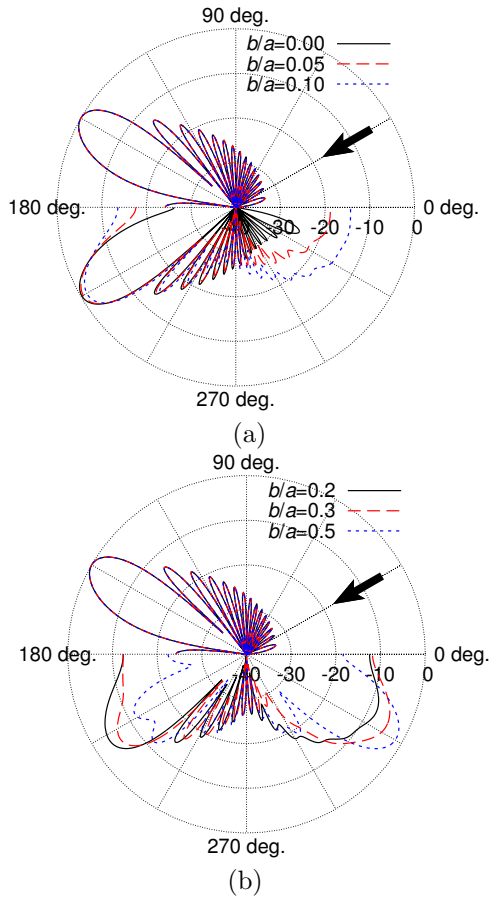 90 deg.
b/a=0.00
b/a=0.05
b/a=0.10
180 deg.
0 deg.
-30 -20 -10
270 deg.
(a)
90 deg.
b/a=0.2
b/a=0.3
b/a=0.5
180 deg.
0 deg.
-40 -30 -20 -10 0
270 deg.
(b)